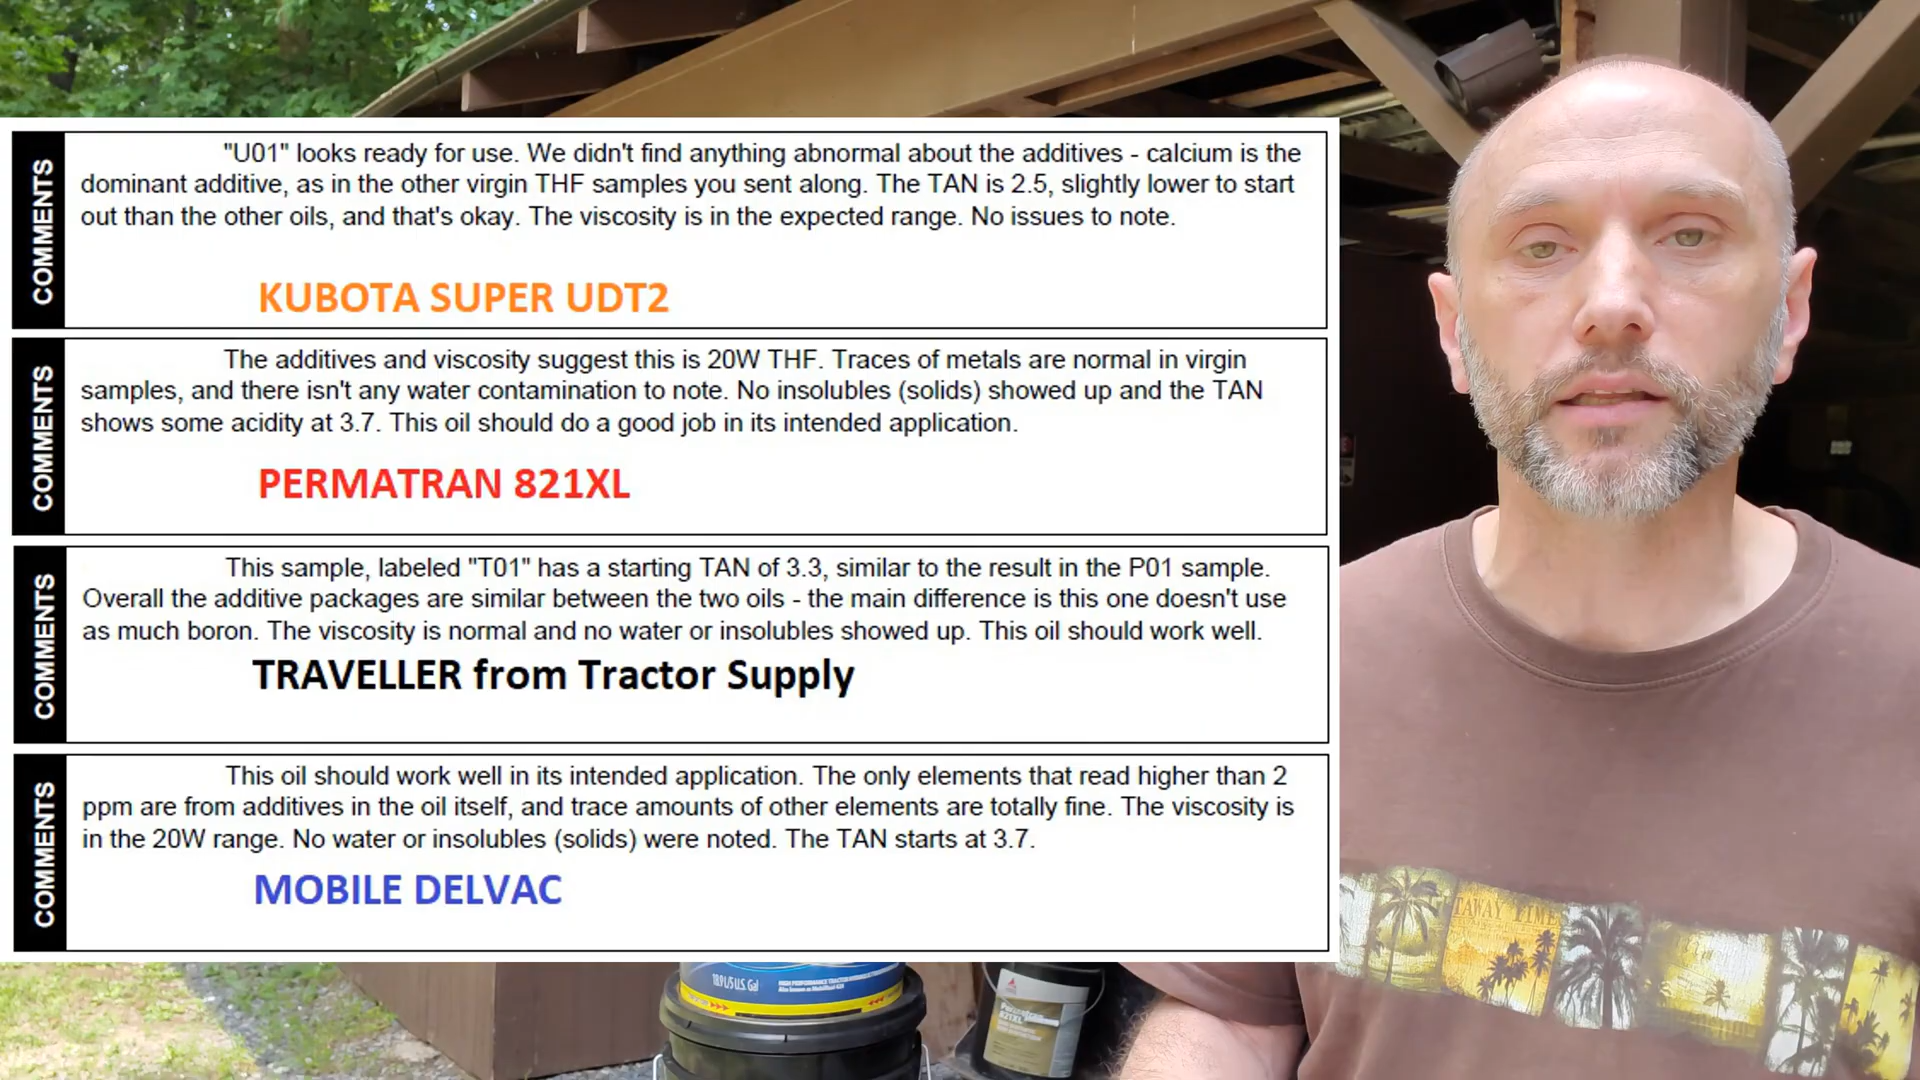 COMMENTS
"U01" looks ready for use. We didn't find anything abnormal about the additives - calcium is the
dominant additive, as in the other virgin THF samples you sent along. The TAN is 2.5, slightly lower to start
out than the other oils, and that's okay. The viscosity is in the expected range. No issues to note.
KUBOTA SUPER UDT2
COMMENTS
The additives and viscosity suggest this is 20W THF. Traces of metals are normal in virgin
samples, and there isn't any water contamination to note. No insolubles (solids) showed up and the TAN
shows some acidity at 3.7. This oil should do a good job in its intended application.
PERMATRAN 821XL
COMMENTS
This sample, labeled "T01" has a starting TAN of 3.3, similar to the result in the P01 sample.
Overall the additive packages are similar between the two oils - the main difference is this one doesn't use
as much boron. The viscosity is normal and no water or insolubles showed up. This oil should work well.
TRAVELLER from Tractor Supply
COMMENTS
This oil should work well in its intended application. The only elements that read higher than 2
ppm are from additives in the oil itself, and trace amounts of other elements are totally fine. The viscosity is
in the 20W range. No water or insolubles (solids) were noted. The TAN starts at 3.7.
MOBILE DELVAC
18.9 L/5 U.S. Gal
HIGH PERFORMANCE TRACTOR HYDRAULIC
Permatran
821XL
TAWAY TIME